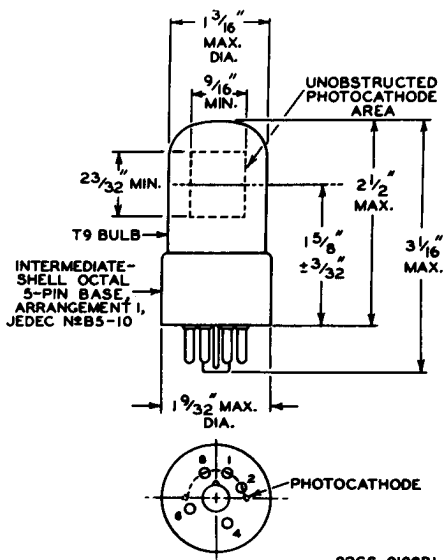 1 3/16"
MAX.
DIA.
9/16"
MIN.
UNOBSTRUCTED
PHOTOCATHODE
AREA
23/32" MIN.
2 1/2"
MAX.
T9 BULB
1 5/8"
±3/32"
3 1/16"
MAX.
INTERMEDIATE-
SHELL OCTAL
5-PIN BASE,
ARRANGEMENT 1,
JEDEC №B5-10
1 9/32" MAX.
DIA.
8 1
2
PHOTOCATHODE
6
4